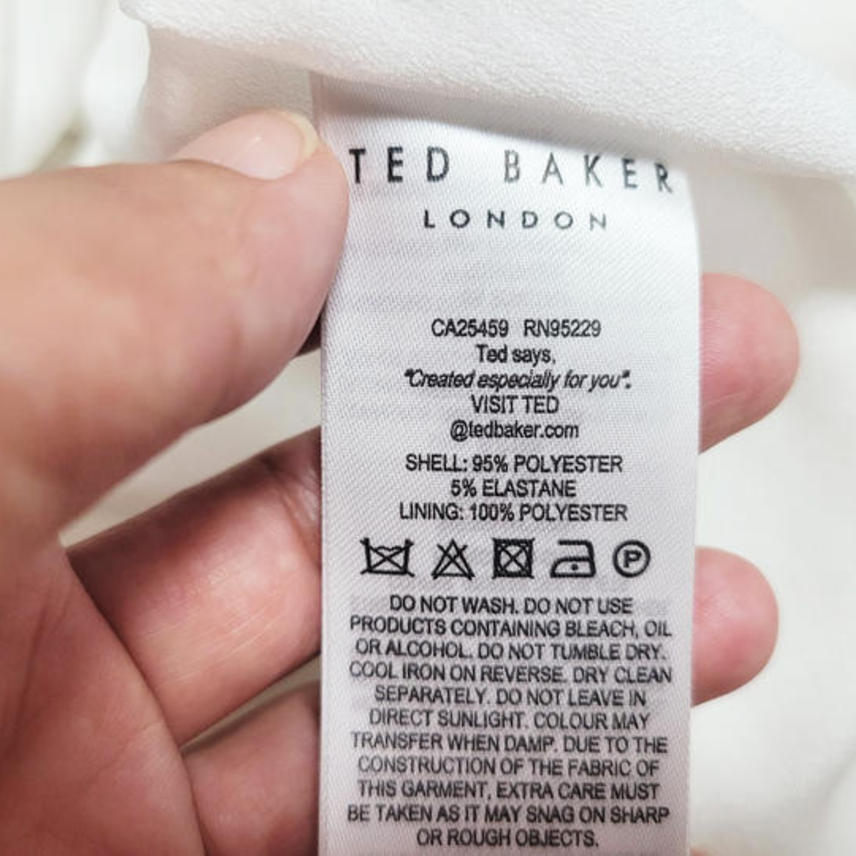 TED BAKER
LONDON
CA25459 RN95229
Ted says,
"Created especially for you".
VISIT TED
@tedbaker.com
SHELL: 95% POLYESTER
5% ELASTANE
LINING: 100% POLYESTER
P
DO NOT WASH. DO NOT USE
PRODUCTS CONTAINING BLEACH, OIL
OR ALCOHOL. DO NOT TUMBLE DRY.
COOL IRON ON REVERSE. DRY CLEAN
SEPARATELY. DO NOT LEAVE IN
DIRECT SUNLIGHT. COLOUR MAY
TRANSFER WHEN DAMP. DUE TO THE
CONSTRUCTION OF THE FABRIC OF
THIS GARMENT, EXTRA CARE MUST
BE TAKEN AS IT MAY SNAG ON SHARP
OR ROUGH OBJECTS.